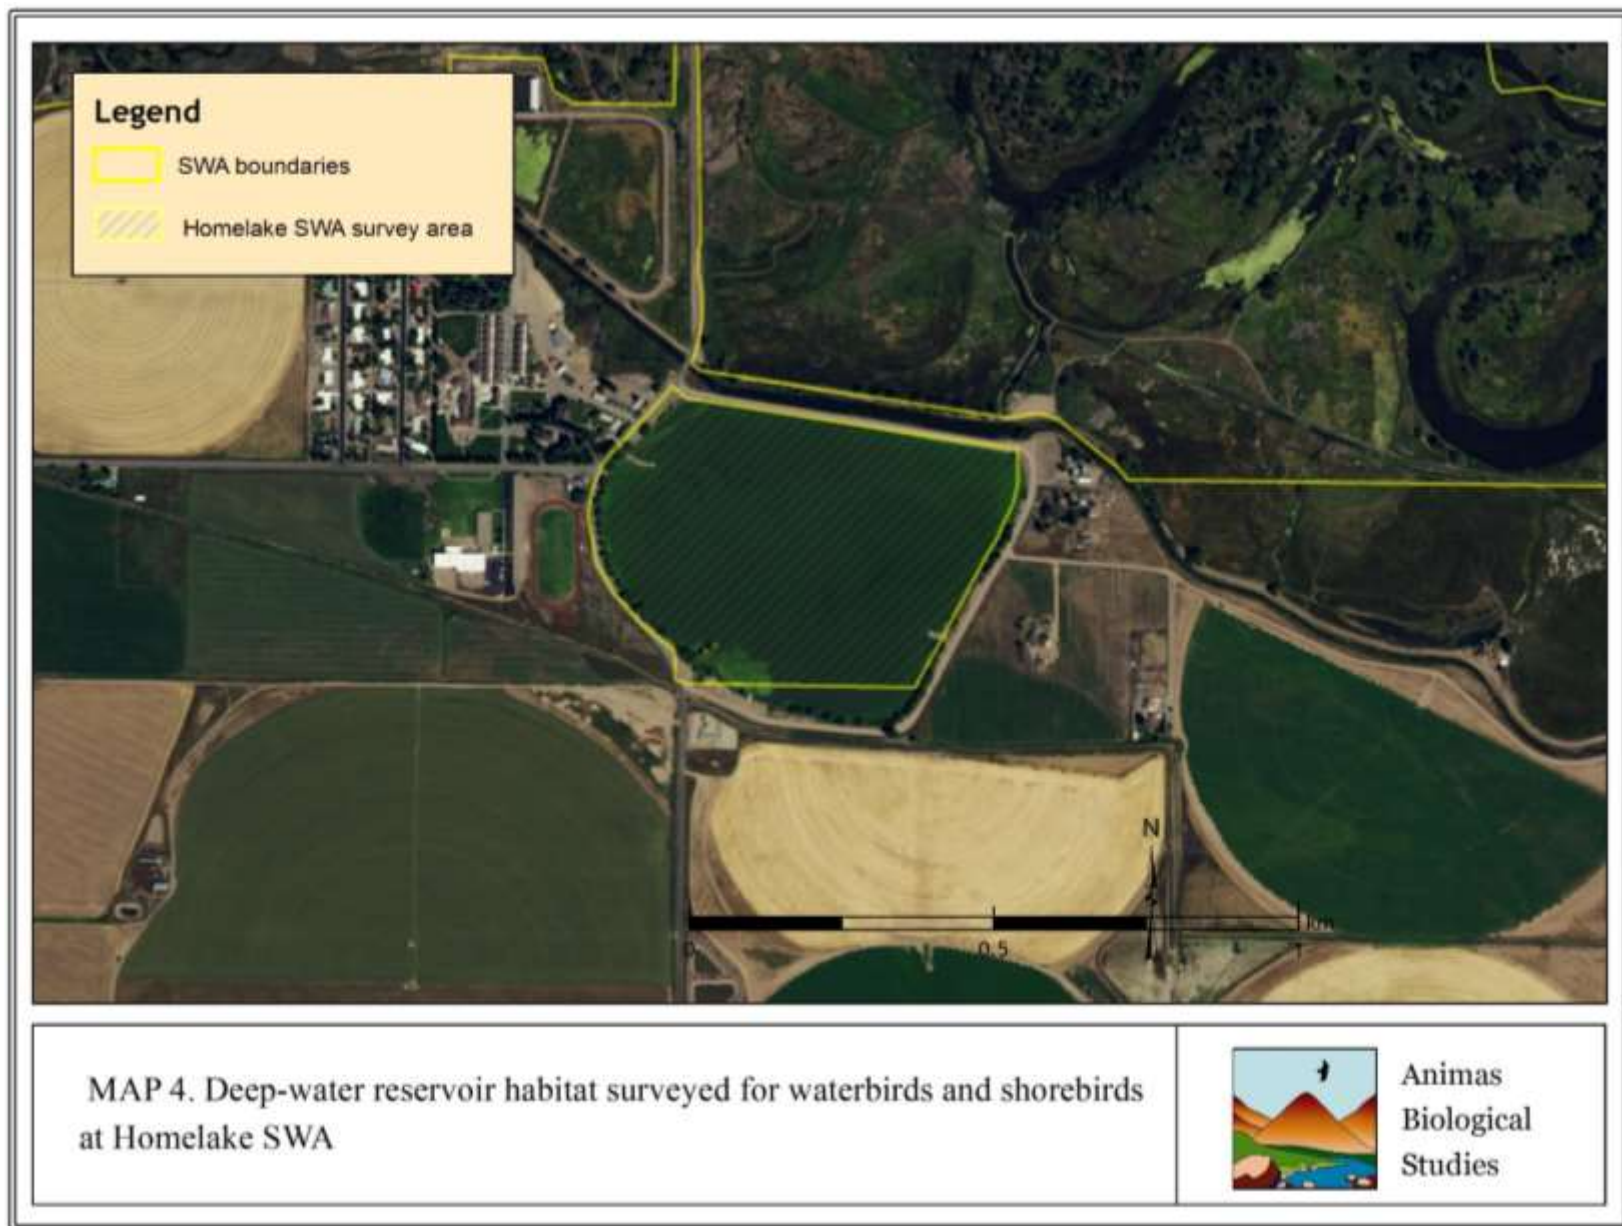 Legend
SWA boundaries
Homelake SWA survey area
N
km
0 0.5 1
MAP 4. Deep-water reservoir habitat surveyed for waterbirds and shorebirds
at Homelake SWA
Animas
Biological
Studies